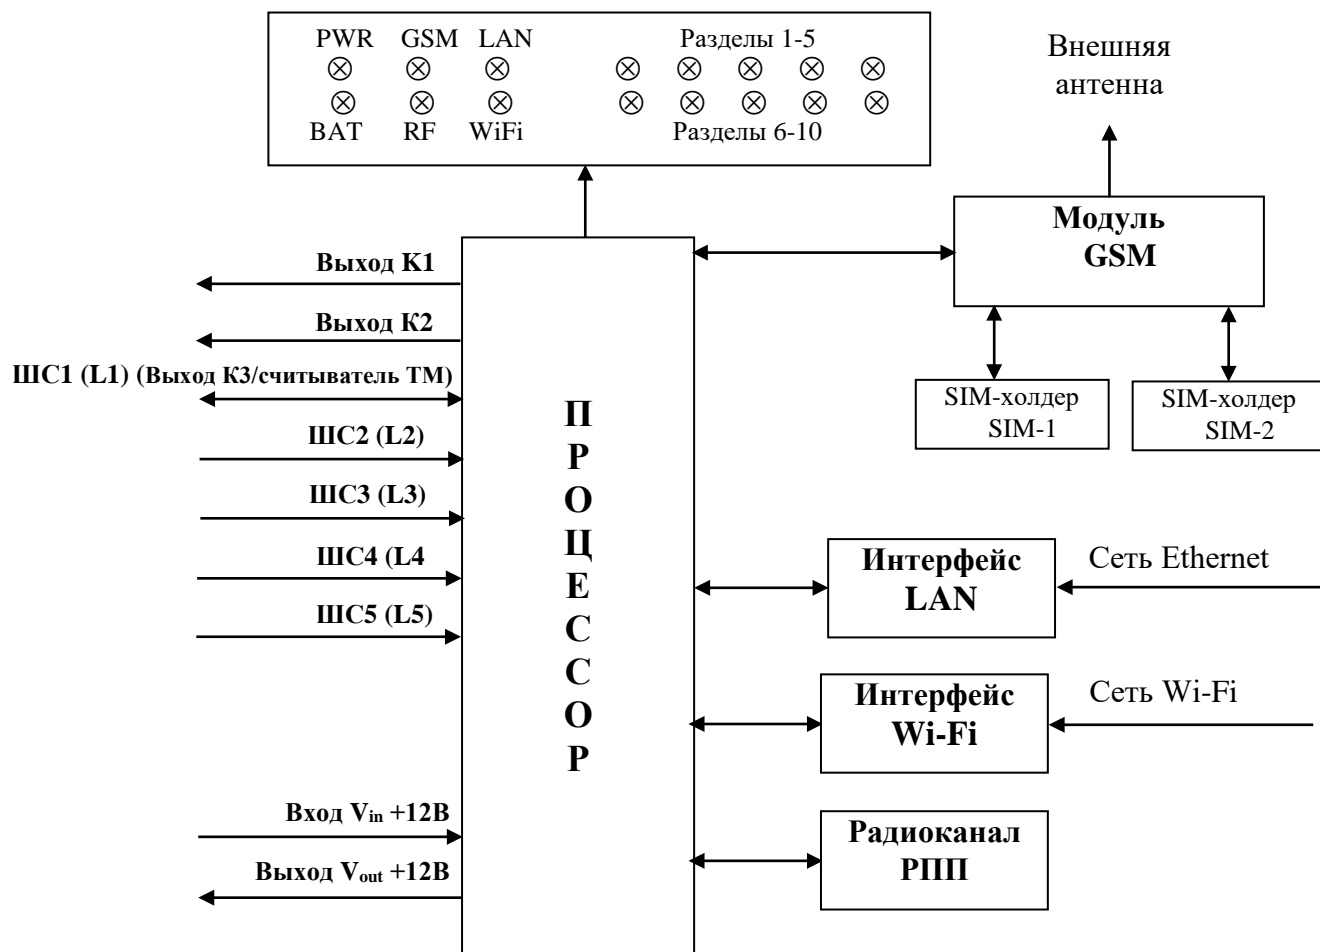 PWR GSM LAN Разделы 1-5
BAT RF WiFi Разделы 6-10
Внешняя
антенна
Модуль
GSM
SIM-холдер
SIM-1
SIM-холдер
SIM-2
Выход К1
Выход К2
ШС1 (L1) (Выход К3/считыватель ТМ)
ШС2 (L2)
ШС3 (L3)
ШС4 (L4
ШС5 (L5)
Вход Vin +12В
Выход Vout +12В
П
Р
О
Ц
Е
С
С
О
Р
Интерфейс
LAN
Сеть Ethernet
Интерфейс
Wi-Fi
Сеть Wi-Fi
Радиоканал
РПП